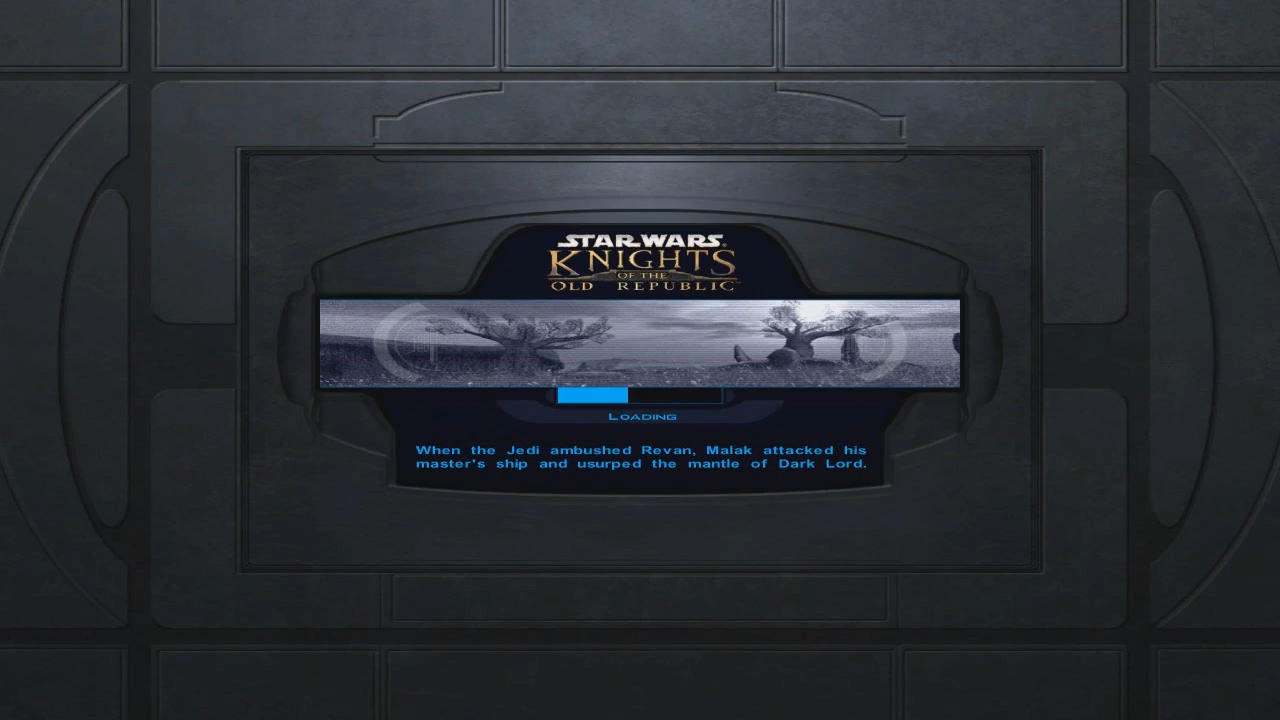 STAR WARS®
KNIGHTS
OF THE
OLD REPUBLIC™
LOADING
When the Jedi ambushed Revan, Malak attacked his
master's ship and usurped the mantle of Dark Lord.